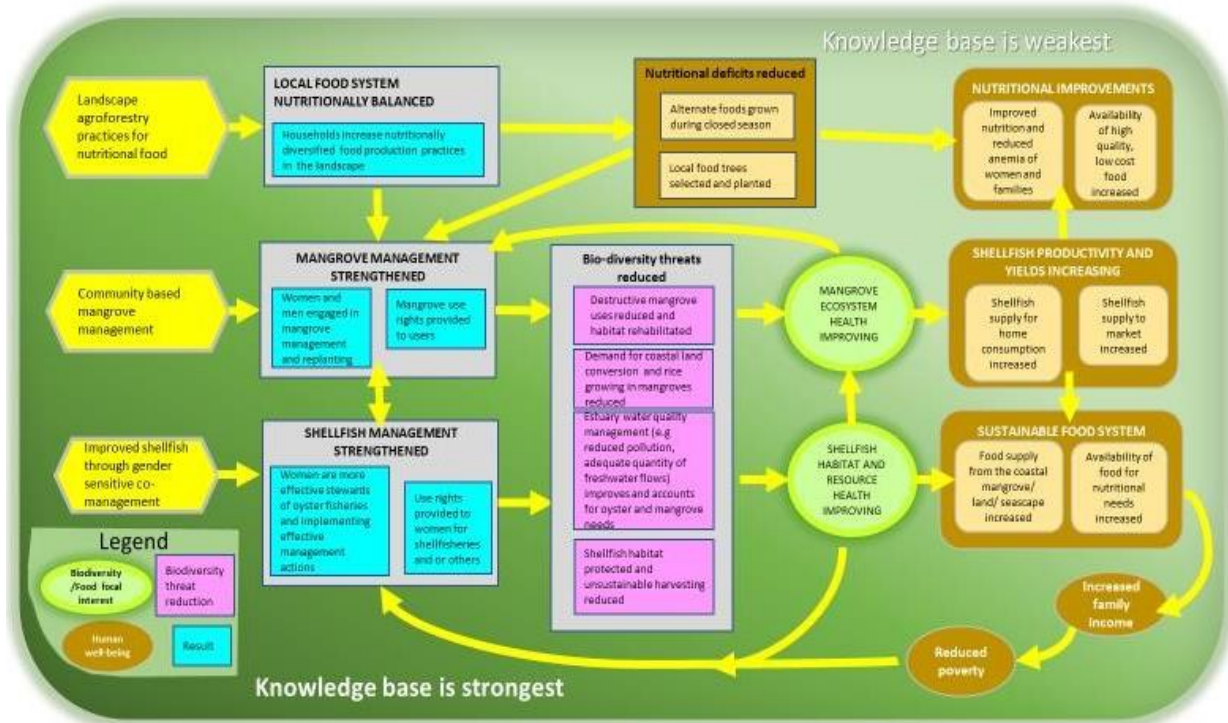 Knowledge base is weakest
Landscape
agroforestry
practices for
nutritional food
LOCAL FOOD SYSTEM
NUTRITIONALLY BALANCED
Households increase nutritionally
diversified food production practices
in the landscape
Nutritional deficits reduced
Alternate foods grown
during closed season
Local food trees
selected and planted
NUTRITIONAL IMPROVEMENTS
Improved
nutrition and
reduced
anemia of
women and
families
Availability
of high
quality,
low cost
food
increased
Community based
mangrove
management
MANGROVE MANAGEMENT
STRENGTHENED
Women and
men engaged in
mangrove
management
and replanting
Mangrove use
rights provided
to users
Bio-diversity threats
reduced
Destructive mangrove
uses reduced and
habitat rehabilitated
Demand for coastal land
conversion and rice
growing in mangroves
reduced
Estuary water quality
management (e.g
reduced pollution,
adequate quantity of
freshwater flows)
improves and accounts
for oyster and mangrove
needs
Shellfish habitat
protected and
unsustainable harvesting
reduced
MANGROVE
ECOSYSTEM
HEALTH
IMPROVING
SHELLFISH PRODUCTIVITY AND
YIELDS INCREASING
Shellfish
supply for
home
consumption
increased
Shellfish
supply to
market
increased
Improved shellfish
through gender
sensitive co-
management
SHELLFISH MANAGEMENT
STRENGTHENED
Women are more
effective stewards
of oyster fisheries
and implementing
effective
management
actions
Use rights
provided to
women for
shellfisheries
and or others
SHELLFISH
HABITAT AND
RESOURCE
HEALTH
IMPROVING
SUSTAINABLE FOOD SYSTEM
Food supply
from the coastal
mangrove/
land/ seascape
increased
Availability of
food for
nutritional
needs
increased
Increased
family
Income
Reduced
poverty
Legend
Biodiversity
/Food focal
interest
Biodiversity
threat
reduction
Human
well-being
Result
Knowledge base is strongest